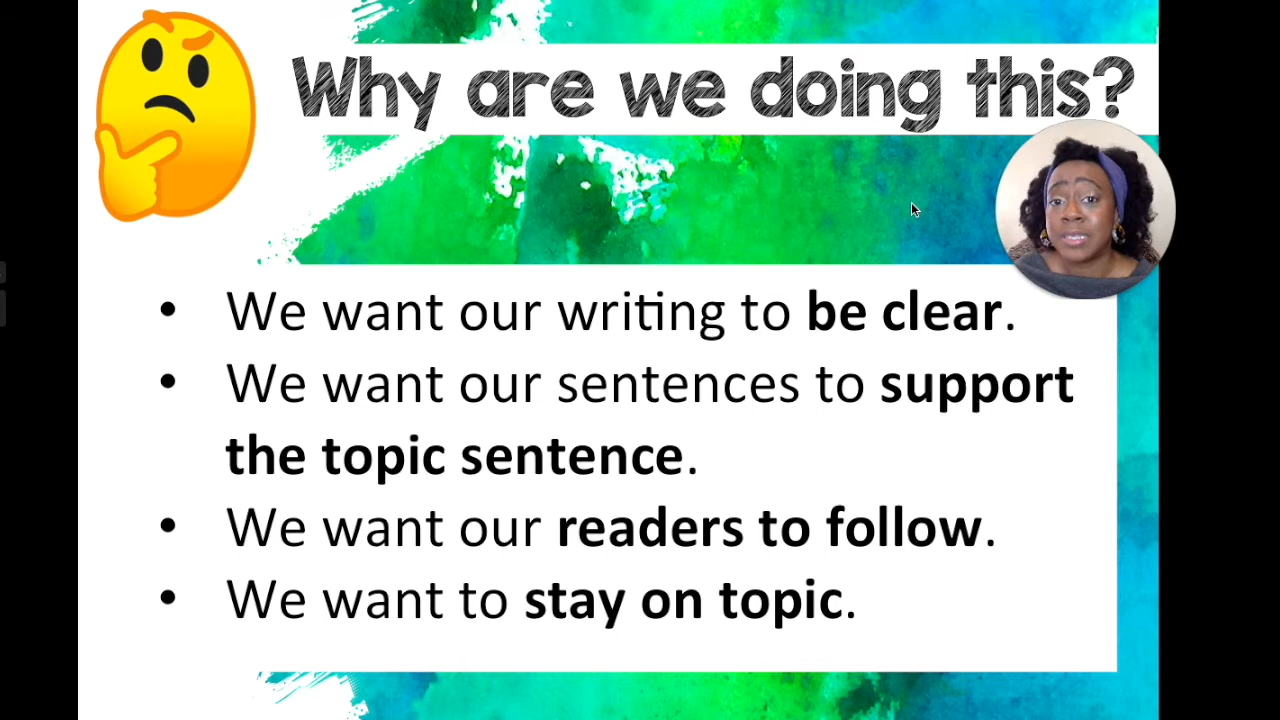 Why are we doing this?
• We want our writing to be clear.
• We want our sentences to support
the topic sentence.
• We want our readers to follow.
• We want to stay on topic.